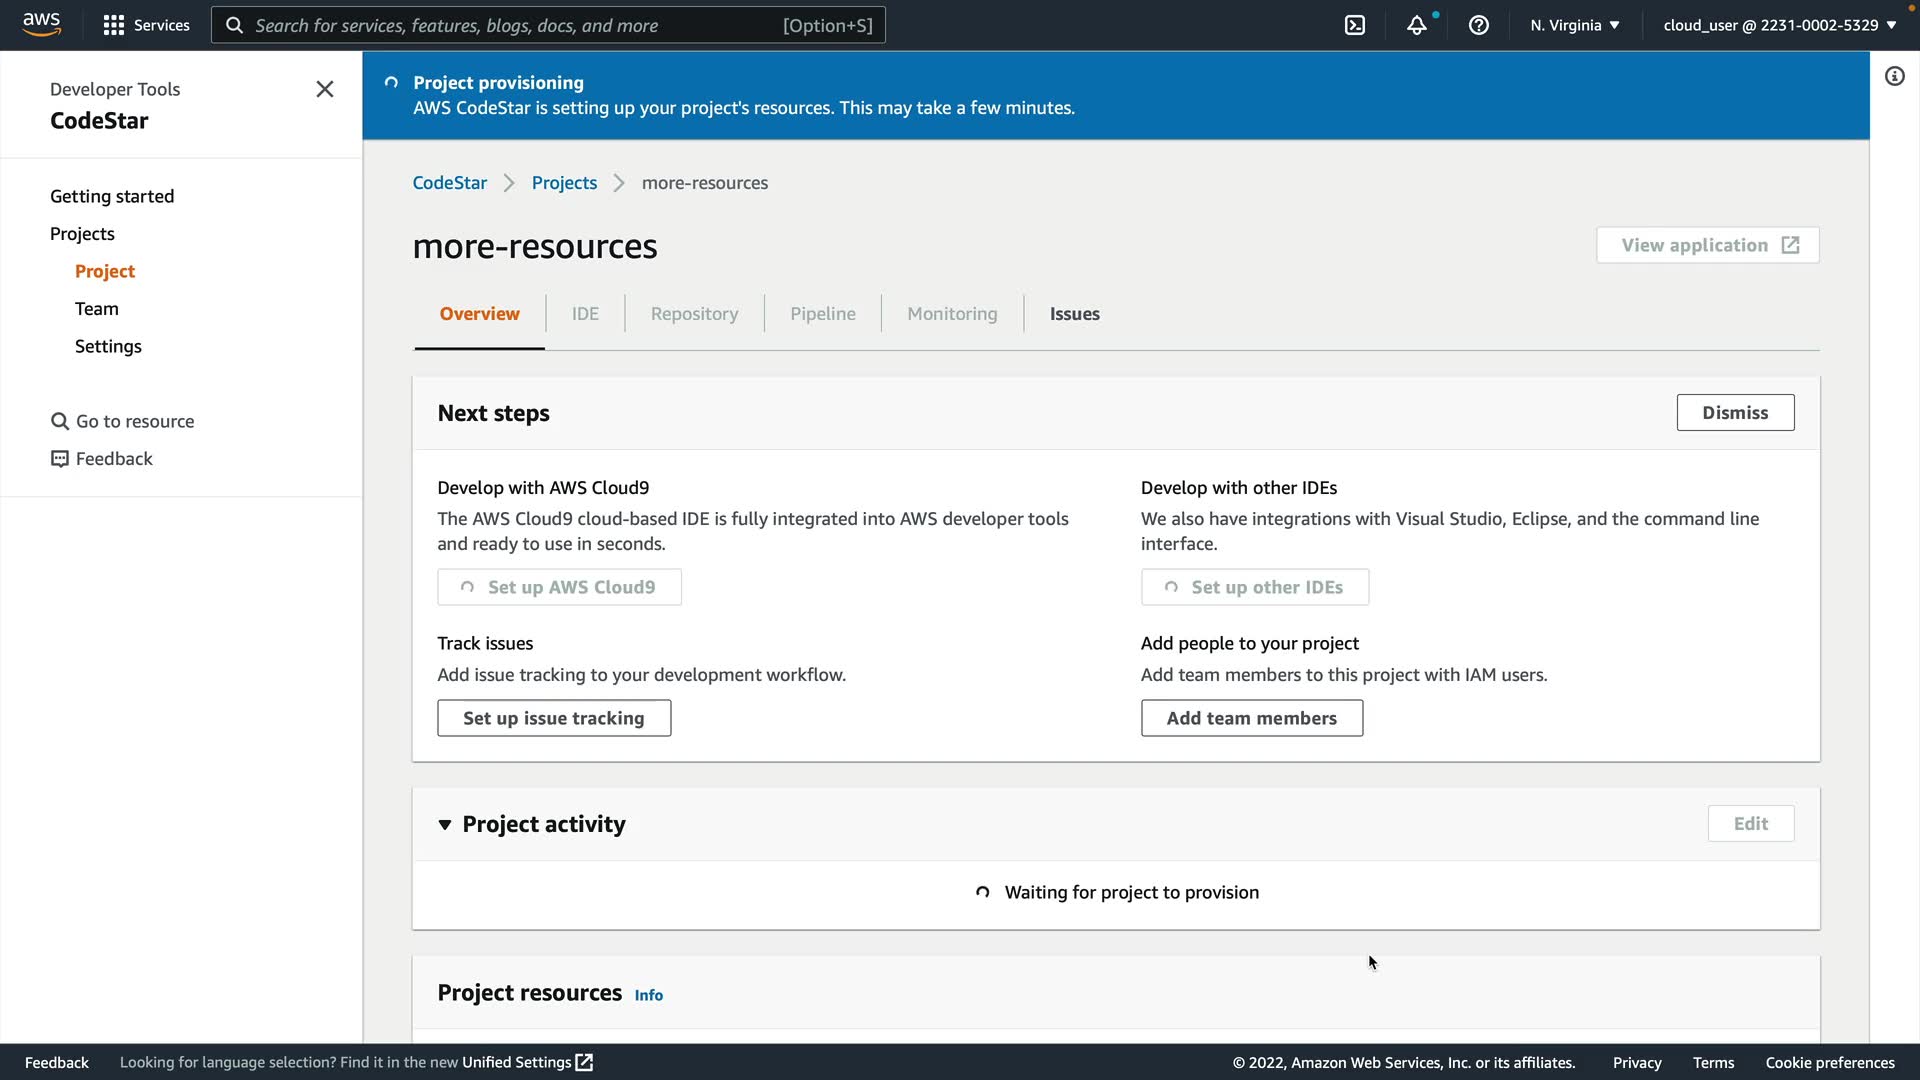 aws
Services
Search for services, features, blogs, docs, and more
[Option+S]
N. Virginia
cloud_user @ 2231-0002-5329
Developer Tools
CodeStar
Getting started
Projects
Project
Team
Settings
Go to resource
Feedback
Project provisioning
AWS CodeStar is setting up your project's resources. This may take a few minutes.
CodeStar
Projects
more-resources
more-resources
View application
Overview
IDE
Repository
Pipeline
Monitoring
Issues
Next steps
Dismiss
Develop with AWS Cloud9
The AWS Cloud9 cloud-based IDE is fully integrated into AWS developer tools
and ready to use in seconds.
Set up AWS Cloud9
Develop with other IDEs
We also have integrations with Visual Studio, Eclipse, and the command line
interface.
Set up other IDEs
Track issues
Add issue tracking to your development workflow.
Set up issue tracking
Add people to your project
Add team members to this project with IAM users.
Add team members
Project activity
Edit
Waiting for project to provision
Project resources
Info
Feedback
Looking for language selection? Find it in the new Unified Settings
© 2022, Amazon Web Services, Inc. or its affiliates.
Privacy
Terms
Cookie preferences